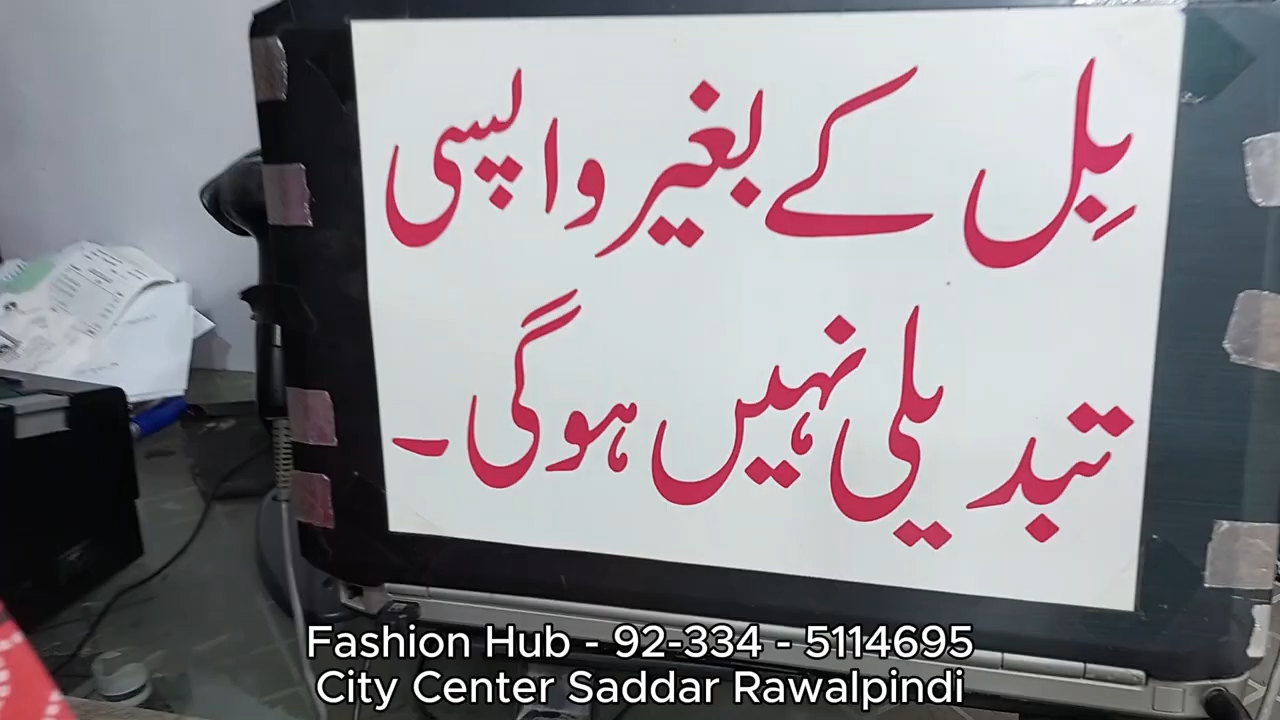 بِل کے بغیر واپسی
تبدیلی نہیں ہوگی۔
Fashion Hub - 92-334 - 5114695
City Center Saddar Rawalpindi